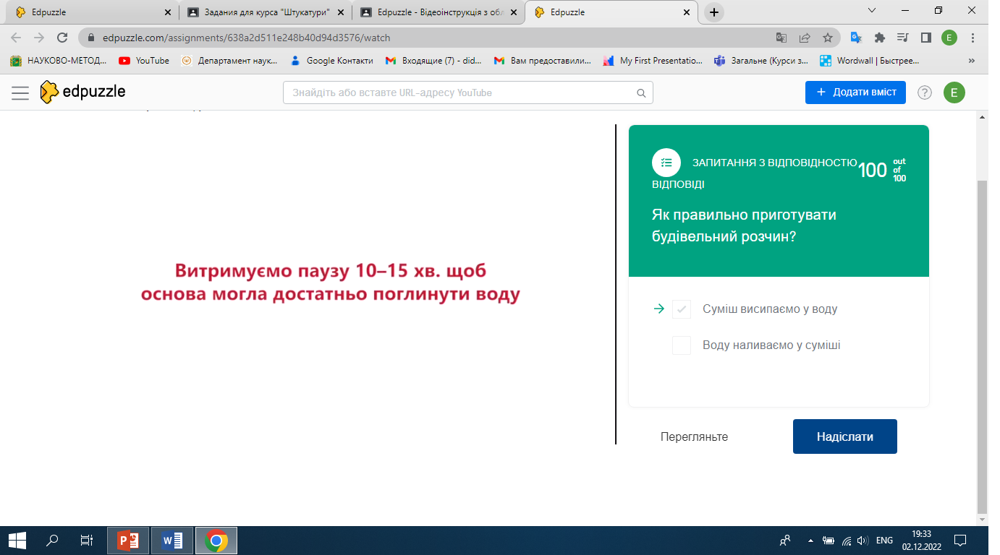 Edpuzzle
Задания для курса "Штукатури"
Edpuzzle - Відеоінструкція з обл
Edpuzzle
edpuzzle.com/assignments/638a2d511e248b40d94d3576/watch
E
НАУКОВО-МЕТОД...
YouTube
Департамент наук...
Google Контакти
Входящие (7) - did...
Вам предоставили...
My First Presentatio...
Загальне (Курси з...
Wordwall | Быстрее...
»
edpuzzle
Знайдіть або вставте URL-адресу YouTube
+ Додати вміст
?
E
ЗАПИТАННЯ З ВІДПОВІДНОСТЮ
ВІДПОВІДІ
100 out of 100
Як правильно приготувати
будівельний розчин?
Витримуємо паузу 10–15 хв. щоб
основа могла достатньо поглинути воду
Суміш висипаємо у воду
Воду наливаємо у суміші
Перегляньте
Надіслати
ENG
19:33
02.12.2022